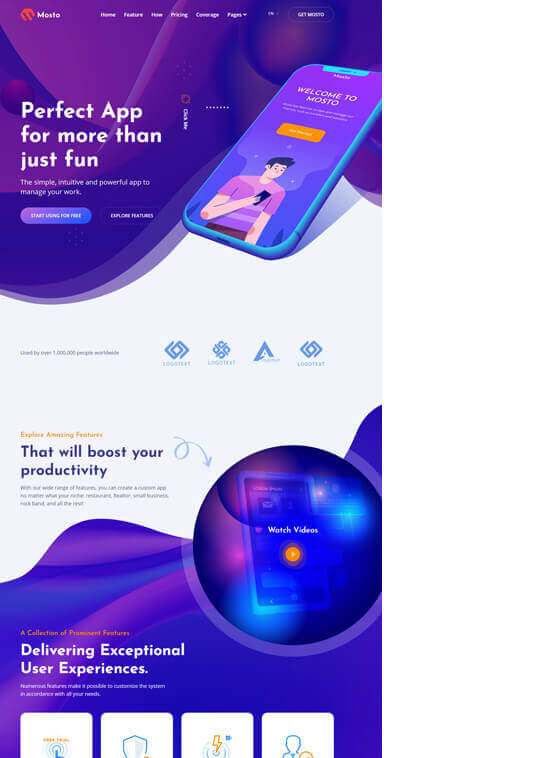 Mosto
Home Feature How Pricing Coverage Pages
EN
GET MOSTO
Mosto
WELCOME TO
MOSTO
Get Started
Click Me
Perfect App
for more than
just fun
The simple, intuitive and powerful app to
manage your work.
START USING FOR FREE
EXPLORE FEATURES
Used by over 1,000,000 people worldwide
LOGOTEXT
LOGOTEXT
LOGOTEXT
Explore Amazing Features
That will boost your
productivity
With our wide range of features, you can create a custom app
no matter what your niche: restaurant, Realtor, small business,
rock band, and all the rest!
Watch Videos
A Collection of Prominent Features
Delivering Exceptional
User Experiences.
Numerous features make it possible to customize the system
in accordance with all your needs.
FREE TRIAL